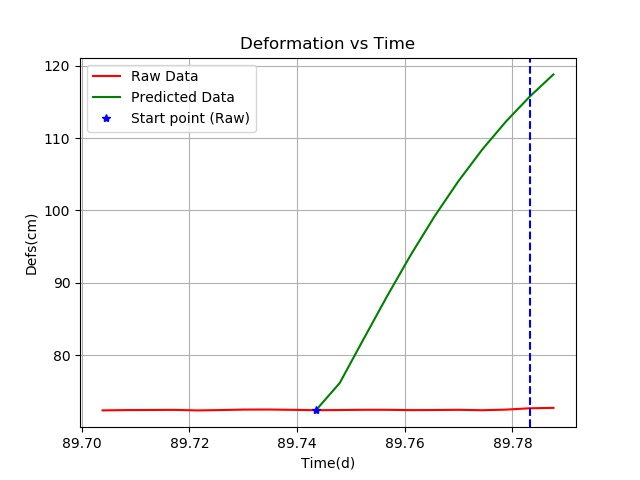 Deformation vs Time
Raw Data
Predicted Data
Start point (Raw)
120
110
100
90
80
Defs(cm)
89.70 89.72 89.74 89.76 89.78
Time(d)